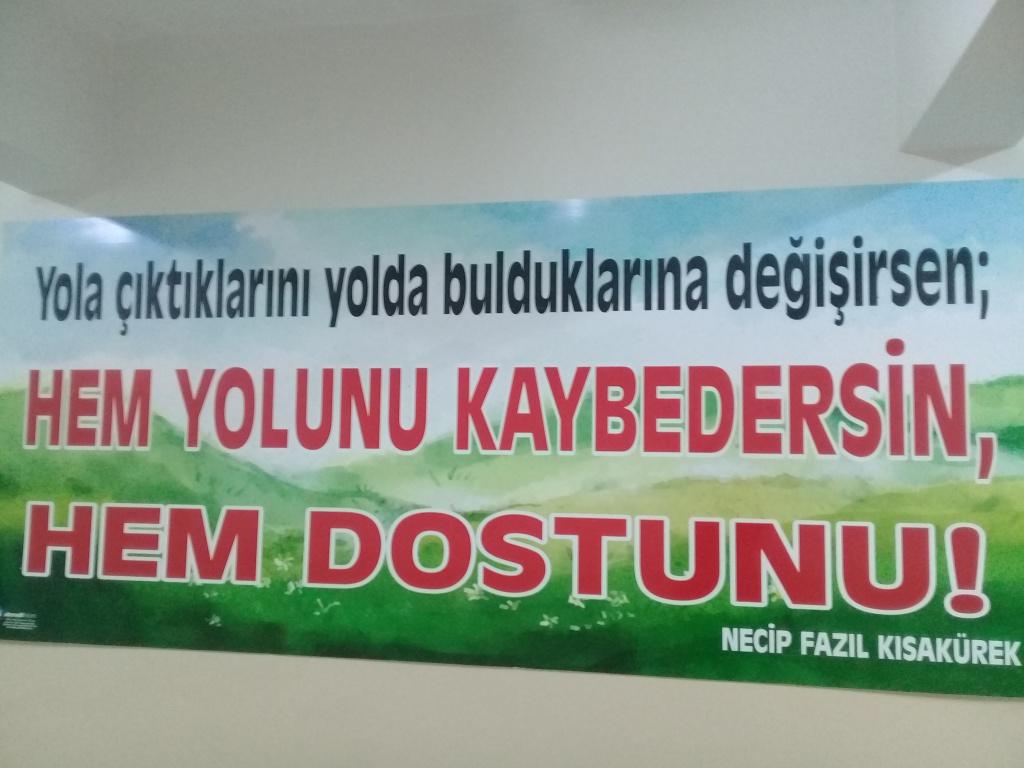 Yola çıktıklarını yolda bulduklarına değişirsen;
HEM YOLUNU KAYBEDERSİN,
HEM DOSTUNU!
NECİP FAZIL KISAKÜREK